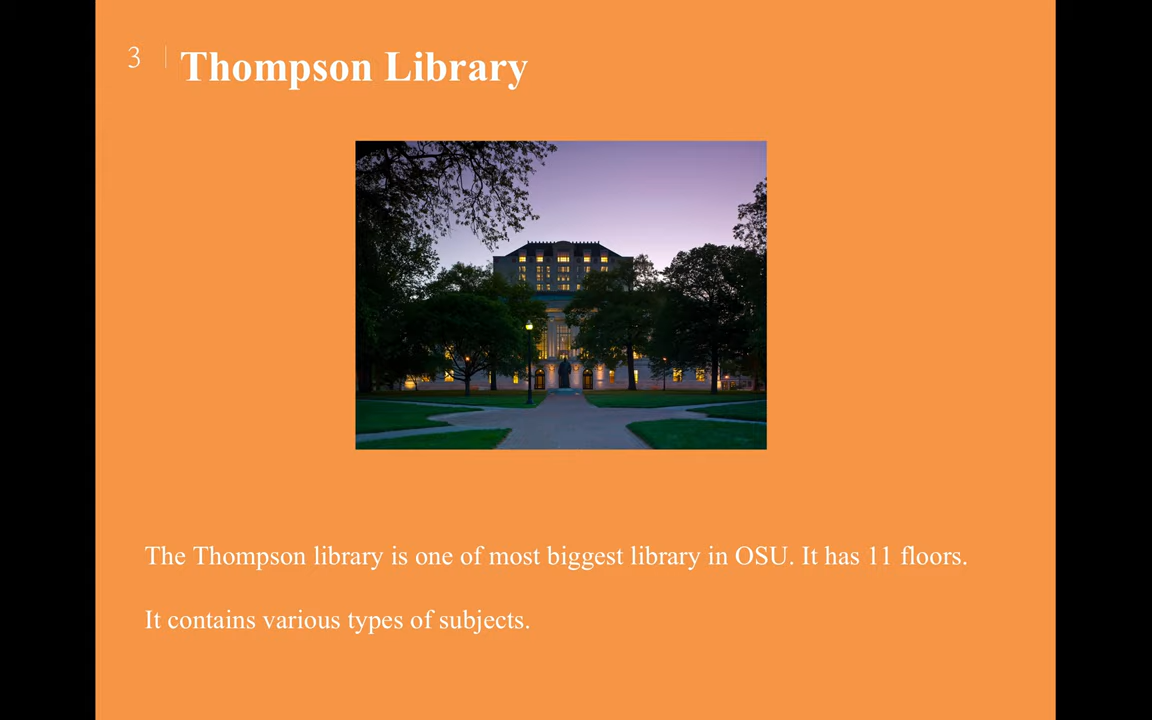 3
Thompson Library
The Thompson library is one of most biggest library in OSU. It has 11 floors.
It contains various types of subjects.